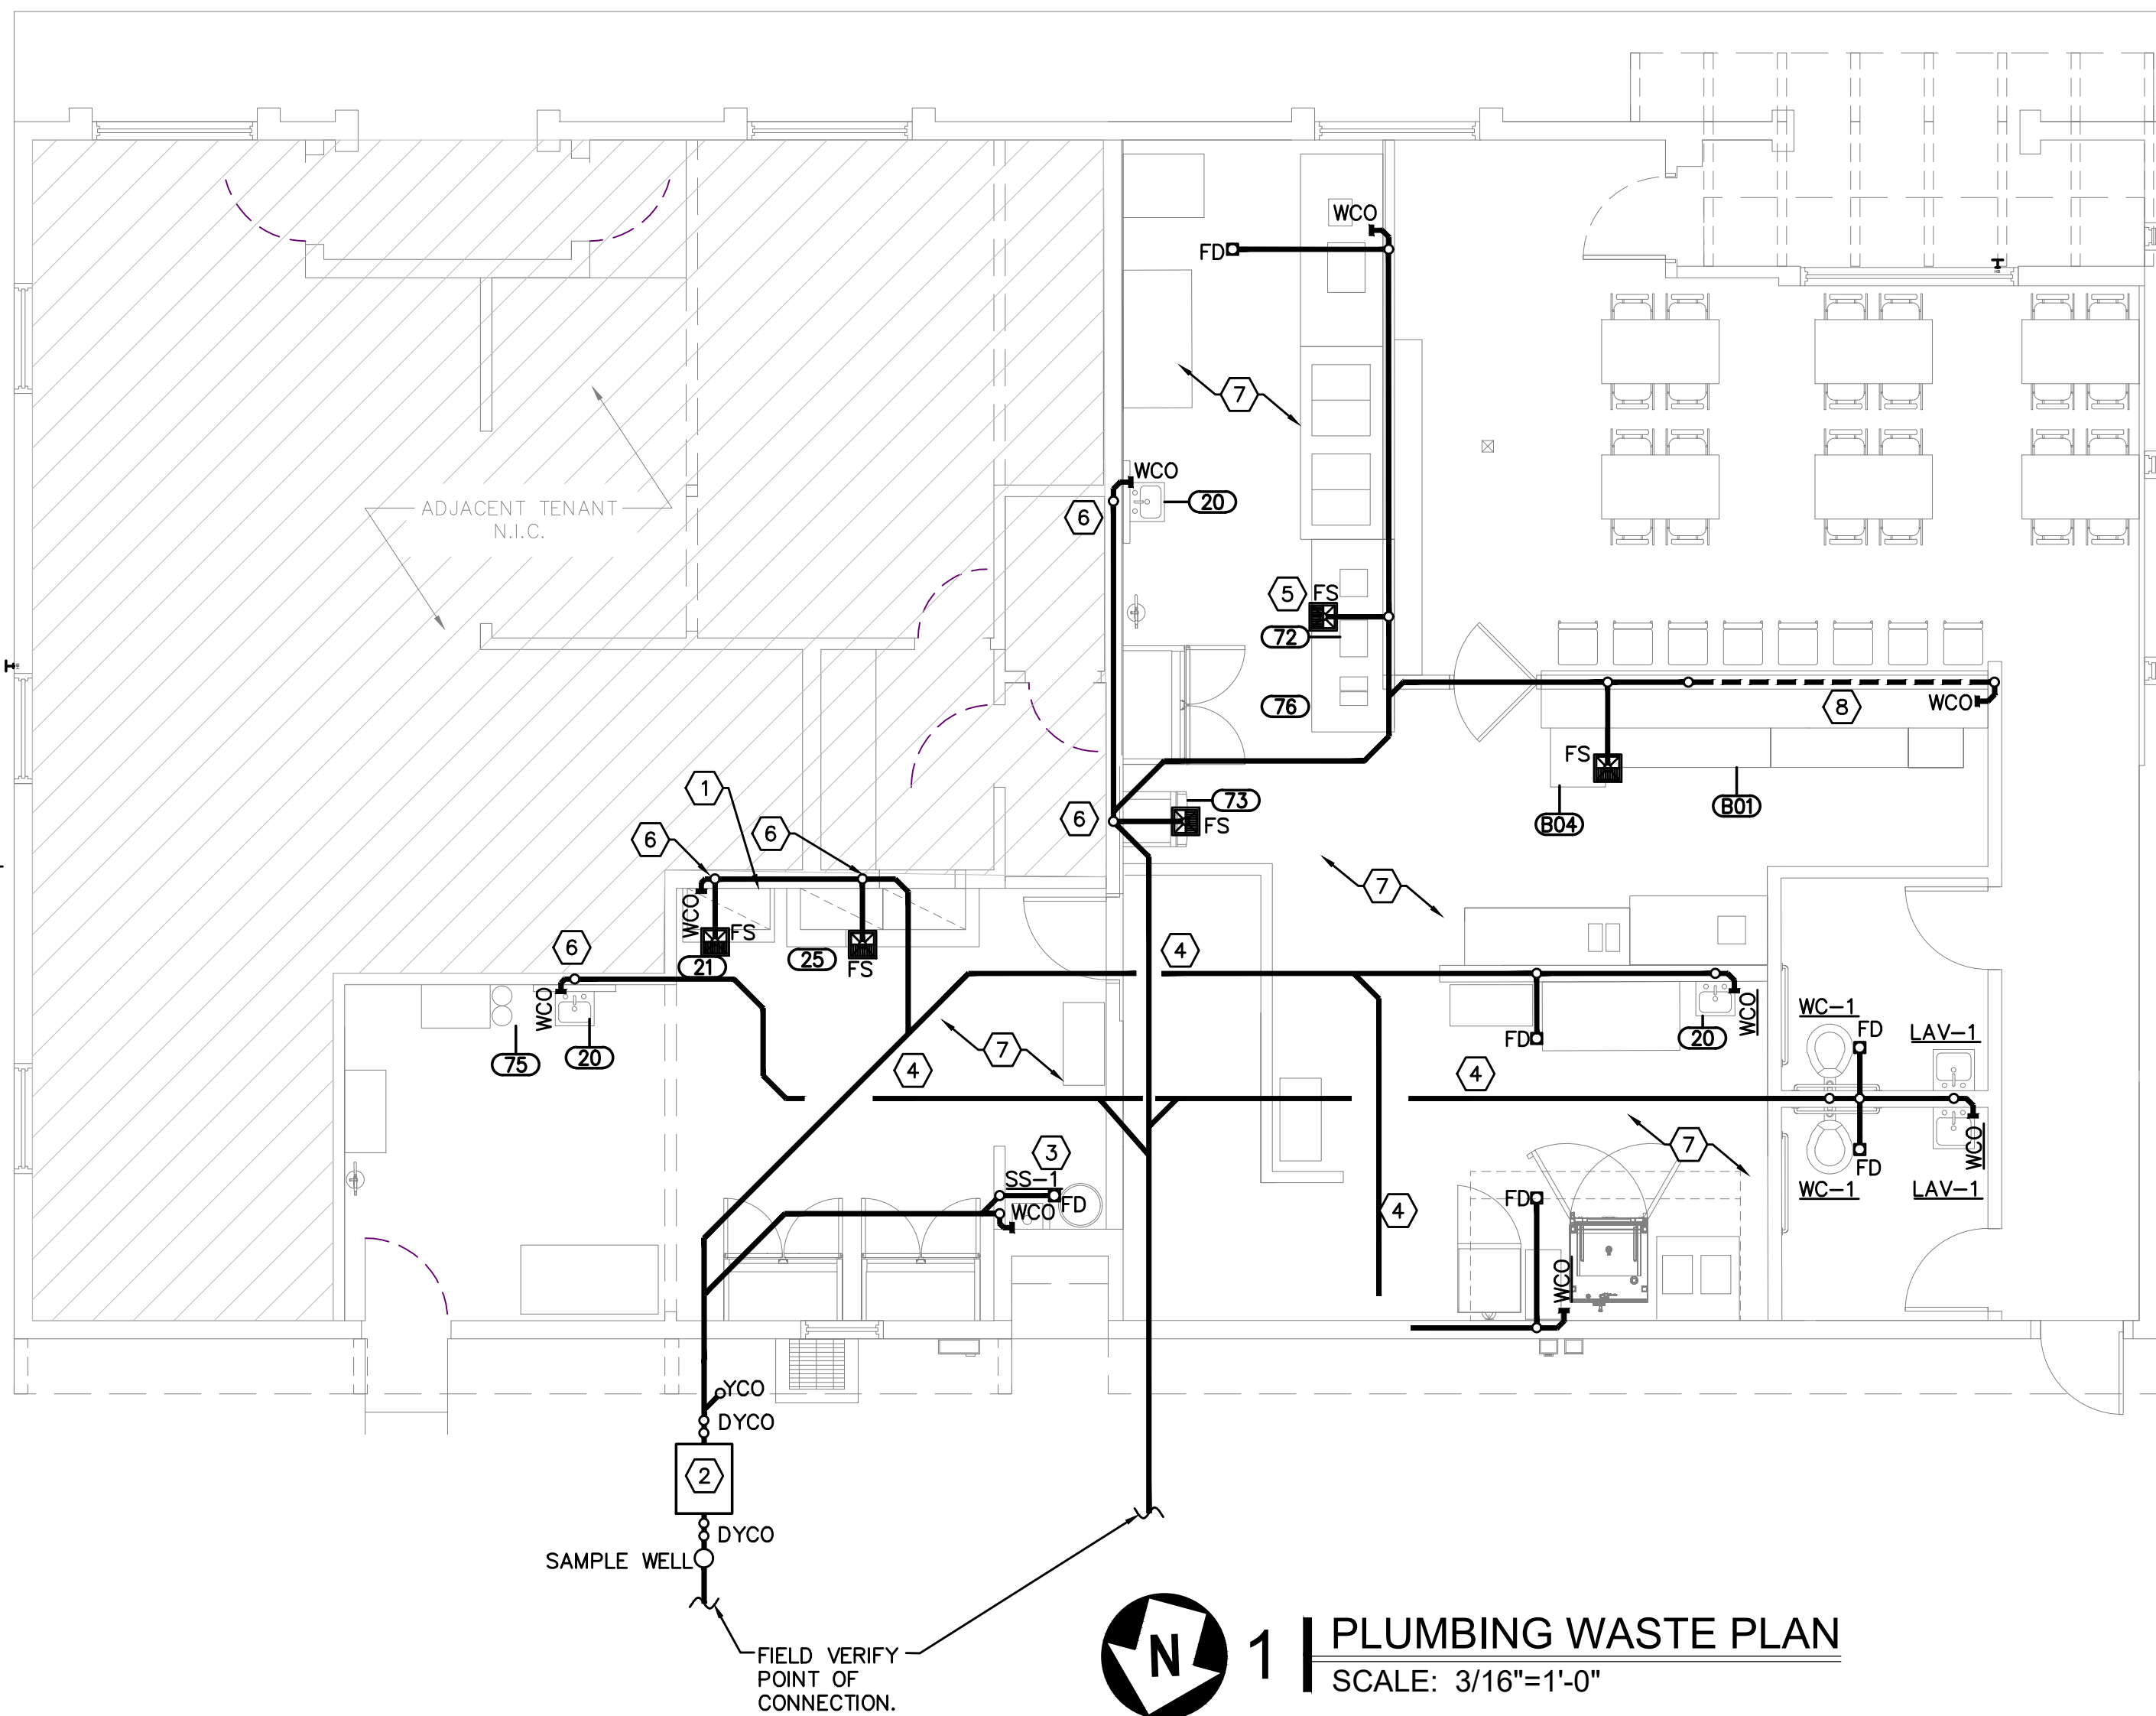 WCO
FD
7
WCO
20
6
ADJACENT TENANT
N.I.C.
5
FS
72
76
8
WCO
FS
1
73
6
6
6
FS
B01
B04
7
WCO
FS
6
21
25
FS
4
WCO
75
20
7
4
FD
20
WCO
4
WC-1
FD
LAV-1
3
SS-1
FD
WCO
4
7
FD
WCO
WC-1
FD
LAV-1
WCO
YCO
DYCO
2
DYCO
SAMPLE WELL
FIELD VERIFY
POINT OF
CONNECTION.
N
1
PLUMBING WASTE PLAN
SCALE: 3/16"=1'-0"